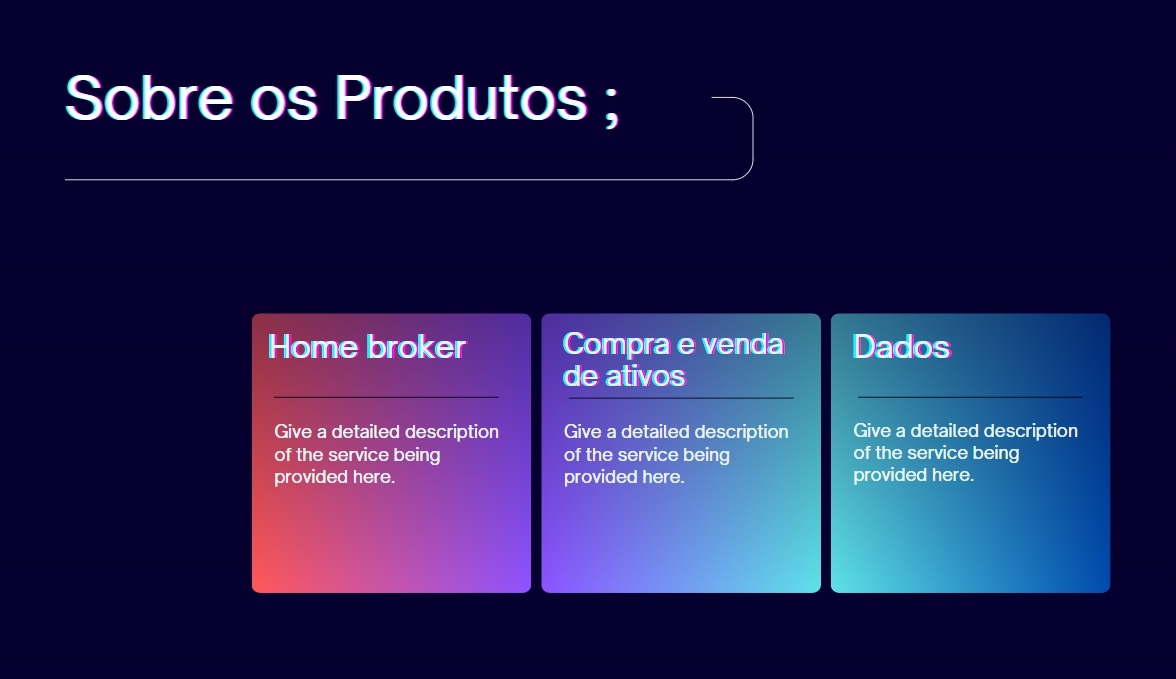 Sobre os Produtos ;
Home broker
Give a detailed description
of the service being
provided here.
Compra e venda
de ativos
Give a detailed description
of the service being
provided here.
Dados
Give a detailed description
of the service being
provided here.